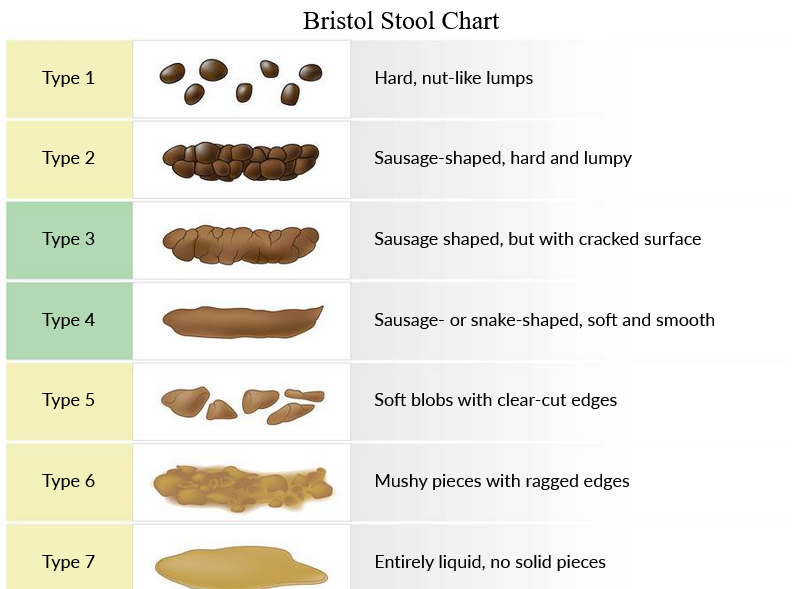 Bristol Stool Chart
Type 1
Hard, nut-like lumps
Type 2
Sausage-shaped, hard and lumpy
Type 3
Sausage shaped, but with cracked surface
Type 4
Sausage- or snake-shaped, soft and smooth
Type 5
Soft blobs with clear-cut edges
Type 6
Mushy pieces with ragged edges
Type 7
Entirely liquid, no solid pieces